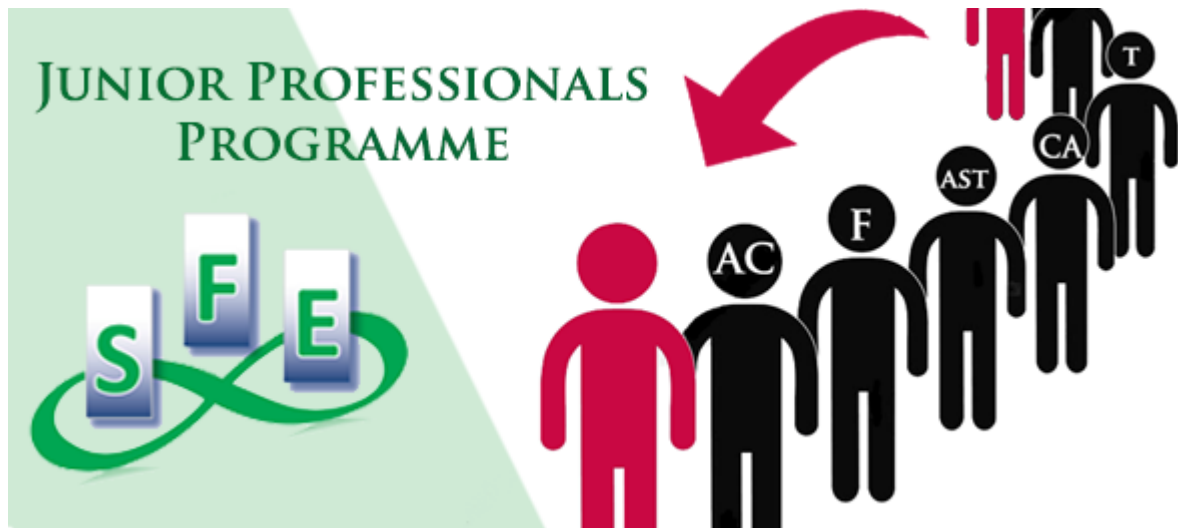 JUNIOR PROFESSIONALS
PROGRAMME
S F E
AC
F
AST
CA
T